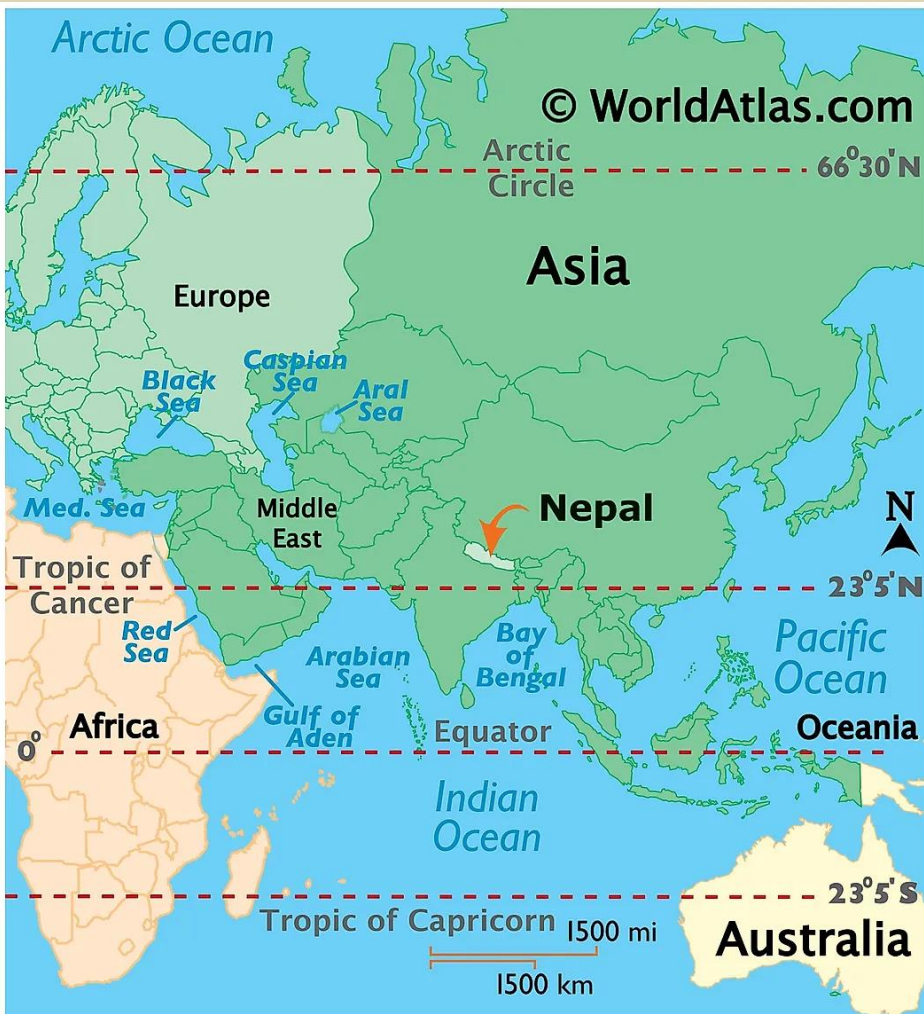 Arctic Ocean
© WorldAtlas.com
Arctic
Circle
66°30'N
Asia
Europe
Caspian
Sea
Black
Sea
Aral
Sea
Med. Sea
Middle
East
Nepal
N
Tropic of
Cancer
23°5'N
Red
Sea
Arabian
Sea
Bay
of
Bengal
Pacific
Ocean
Gulf of
Aden
Africa
Equator
Oceania
0°
Indian
Ocean
23°5'S
Tropic of Capricorn
1500 mi
1500 km
Australia